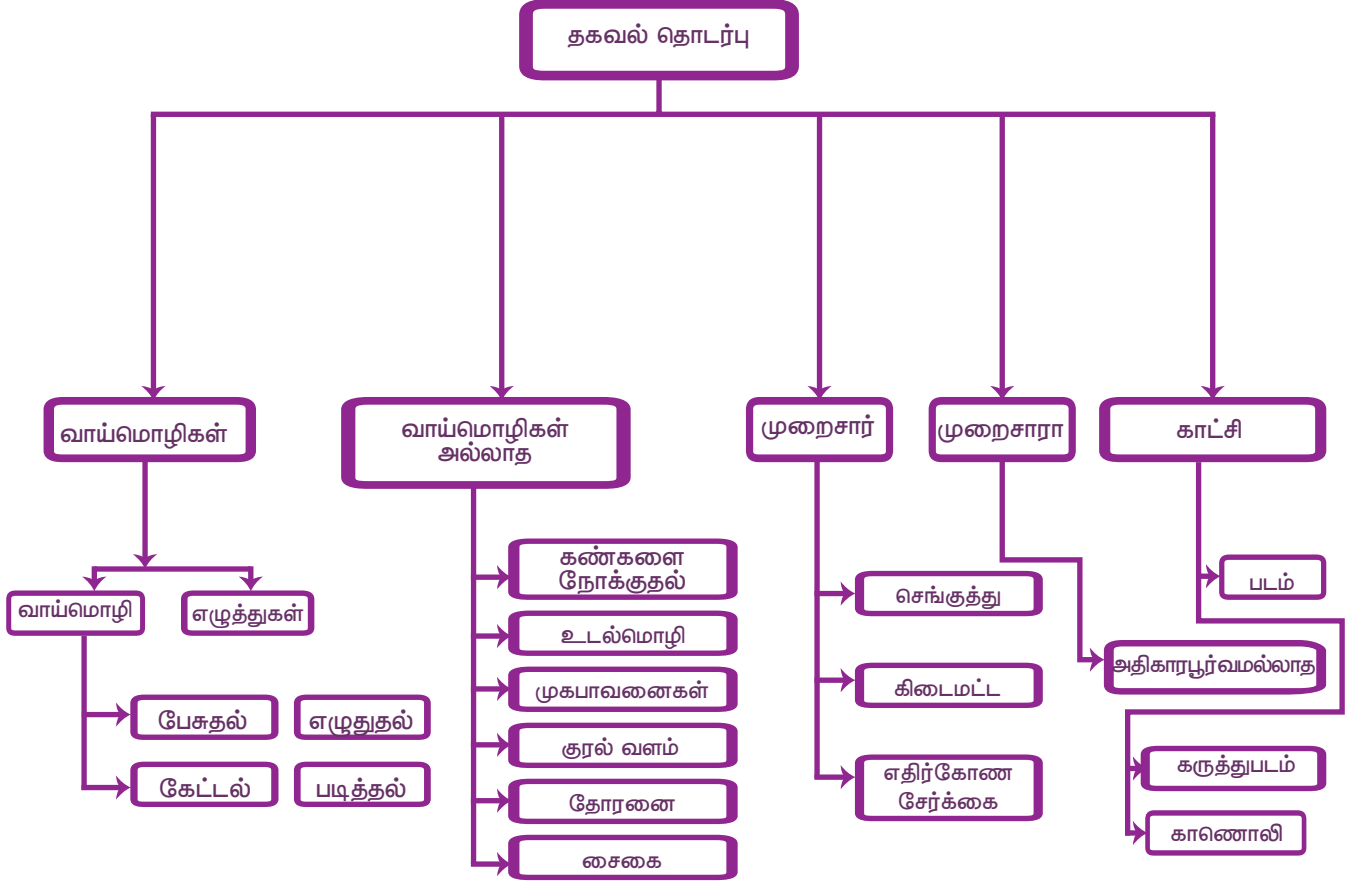 தகவல் தொடர்பு
வாய்மொழிகள்
வாய்மொழிகள்
அல்லாத
முறைசார்
முறைசாரா
காட்சி
வாய்மொழி
எழுத்துகள்
பேசுதல்
எழுதுதல்
கேட்டல்
படித்தல்
கண்களை
நோக்குதல்
உடல்மொழி
முகபாவனைகள்
குரல் வளம்
தோரனை
சைகை
செங்குத்து
கிடைமட்ட
எதிர்கோண
சேர்க்கை
அதிகாரபூர்வமல்லாத
படம்
கருத்துபடம்
காணொலி